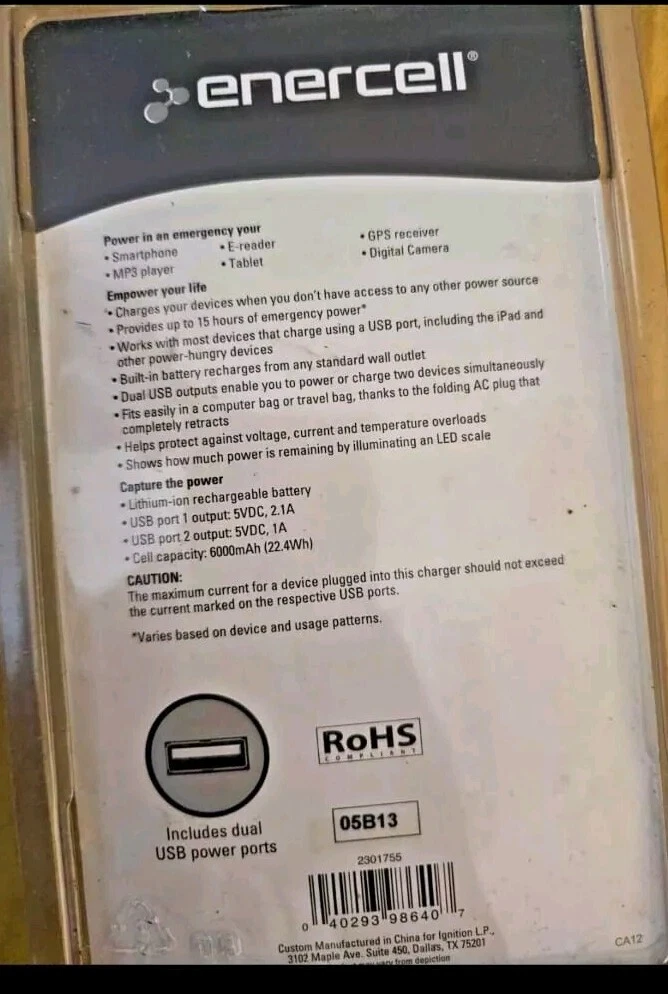 enercell®
Power in an emergency your
• Smartphone • E-reader • GPS receiver
• MP3 player • Tablet • Digital Camera
Empower your life
• Charges your devices when you don't have access to any other power source
• Provides up to 15 hours of emergency power*
• Works with most devices that charge using a USB port, including the iPad and
other power-hungry devices
• Built-in battery recharges from any standard wall outlet
• Dual USB outputs enable you to power or charge two devices simultaneously
• Fits easily in a computer bag or travel bag, thanks to the folding AC plug that
completely retracts
• Helps protect against voltage, current and temperature overloads
• Shows how much power is remaining by illuminating an LED scale
Capture the power
• Lithium-ion rechargeable battery
• USB port 1 output: 5VDC, 2.1A
• USB port 2 output: 5VDC, 1A
• Cell capacity: 6000mAh (22.4Wh)
CAUTION:
The maximum current for a device plugged into this charger should not exceed
the current marked on the respective USB ports.
*Varies based on device and usage patterns.
RoHS
COMPLIANT
Includes dual
USB power ports
05B13
2301755
0 40293 98640 7
Custom Manufactured in China for Ignition L.P.,
3102 Maple Ave. Suite 450, Dallas, TX 75201
vary from depiction
CA12